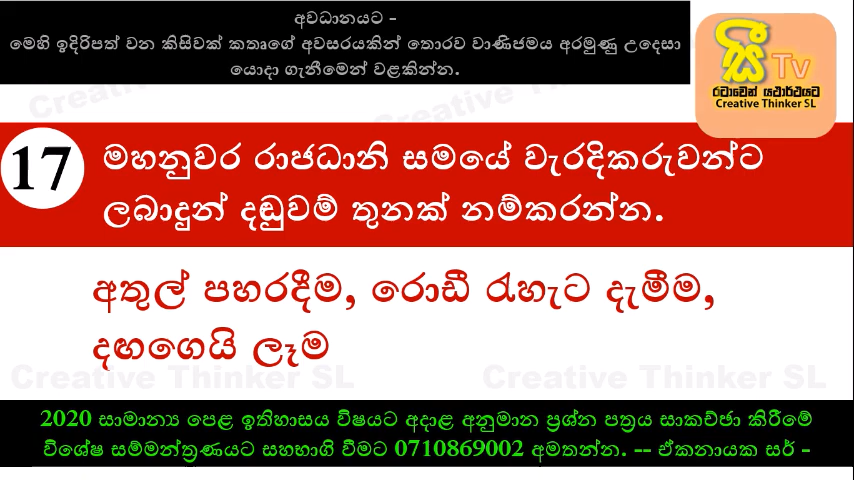 අවධානයට -
මෙහි ඉදිරිපත් වන කිසිවක් කතෘගේ අවසරයකින් තොරව වාණිජමය අරමුණු උදෙසා
යොදා ගැනීමෙන් වළකින්න.
සී Tv
රටාවෙන් යථාර්ථයට
Creative Thinker SL
17 මහනුවර රාජධානි සමයේ වැරදිකරුවන්ට
ලබාදුන් දඬුවම් තුනක් නම්කරන්න.
අතුල් පහරදීම, රොඩී රැහැට දැමීම,
දඟගෙයි ලෑම
Creative Thinker SL Creative Thinker SL
2020 සාමාන්‍ය පෙළ ඉතිහාසය විෂයට අදාළ අනුමාන ප්‍රශ්න පත්‍රය සාකච්ඡා කිරීමේ
විශේෂ සම්මන්ත්‍රණයට සහභාගි වීමට 0710869002 අමතන්න. -- ඒකනායක සර් -